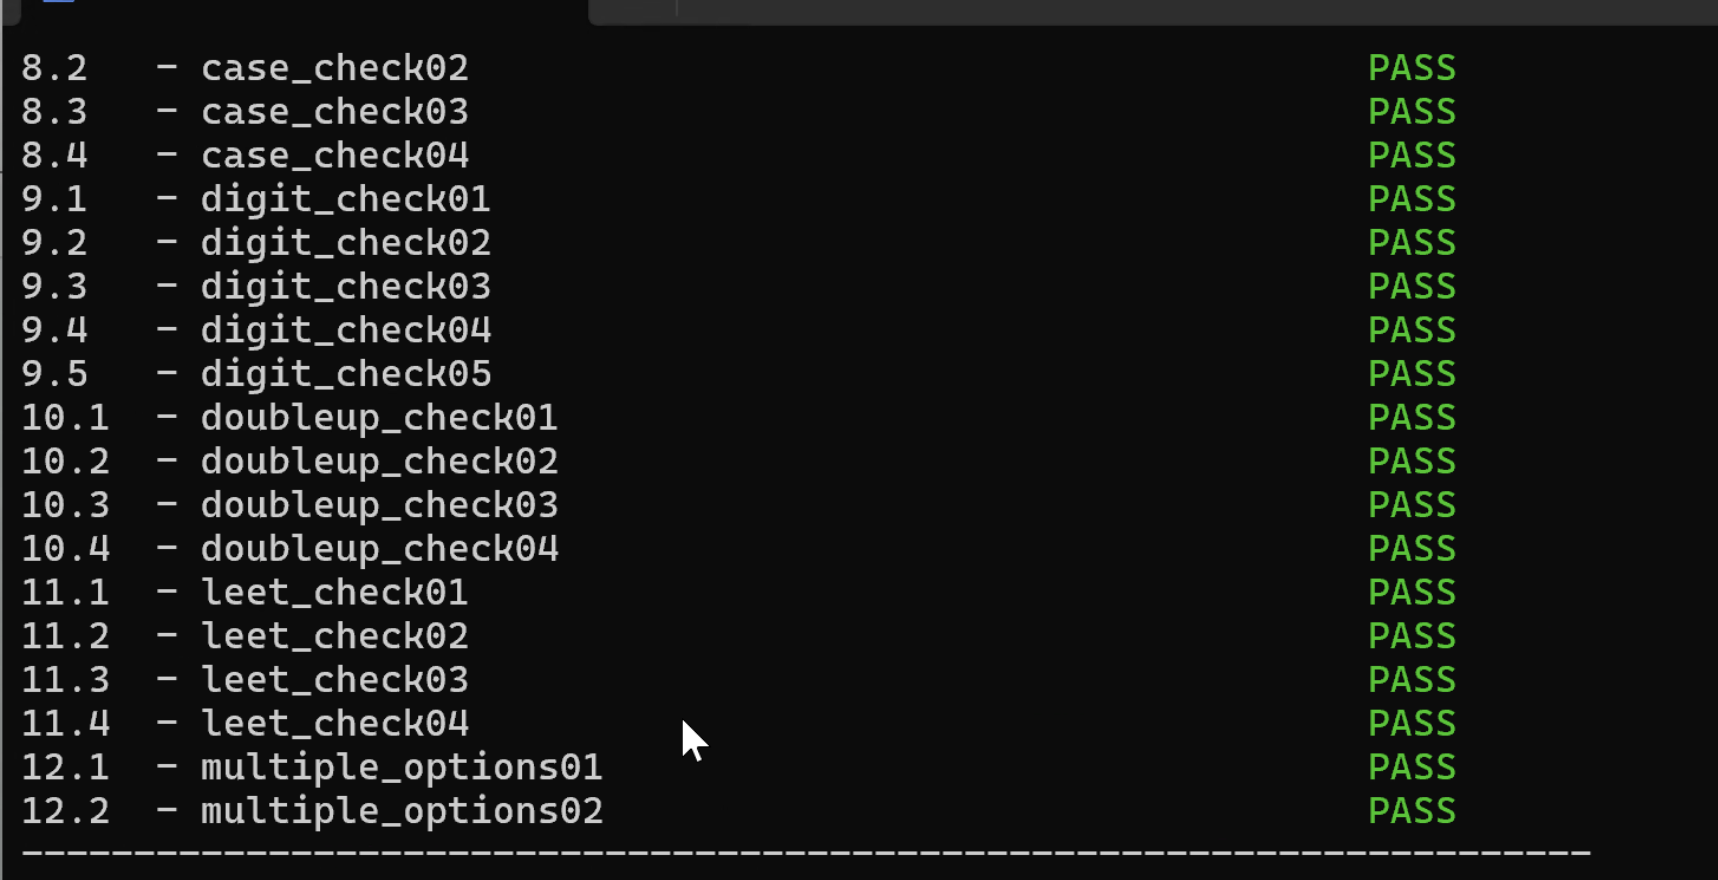 8.2 - case_check02 PASS
8.3 - case_check03 PASS
8.4 - case_check04 PASS
9.1 - digit_check01 PASS
9.2 - digit_check02 PASS
9.3 - digit_check03 PASS
9.4 - digit_check04 PASS
9.5 - digit_check05 PASS
10.1 - doubleup_check01 PASS
10.2 - doubleup_check02 PASS
10.3 - doubleup_check03 PASS
10.4 - doubleup_check04 PASS
11.1 - leet_check01 PASS
11.2 - leet_check02 PASS
11.3 - leet_check03 PASS
11.4 - leet_check04 PASS
12.1 - multiple_options01 PASS
12.2 - multiple_options02 PASS
----------------------------------------------------------------------